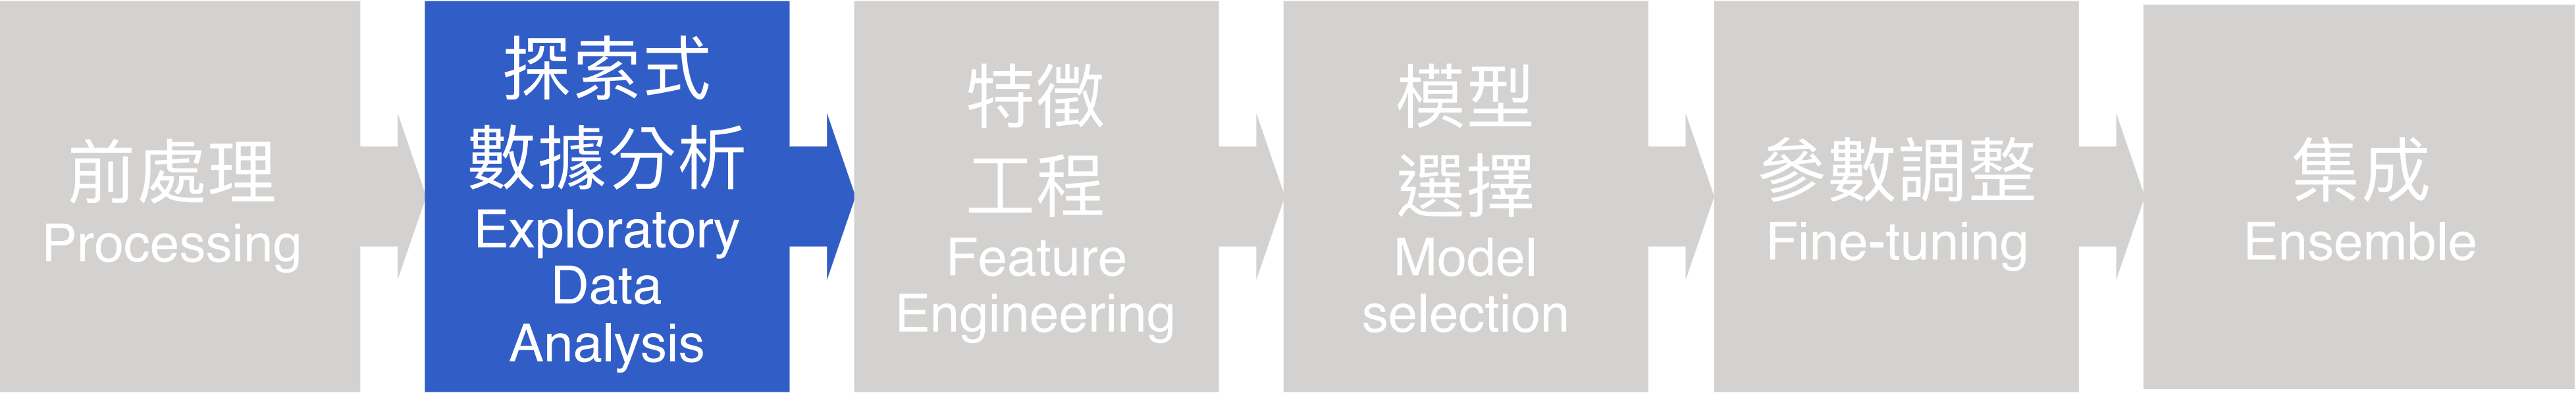 前處理
Processing
探索式
數據分析
Exploratory
Data
Analysis
特徵
工程
Feature
Engineering
模型
選擇
Model
selection
參數調整
Fine-tuning
集成
Ensemble